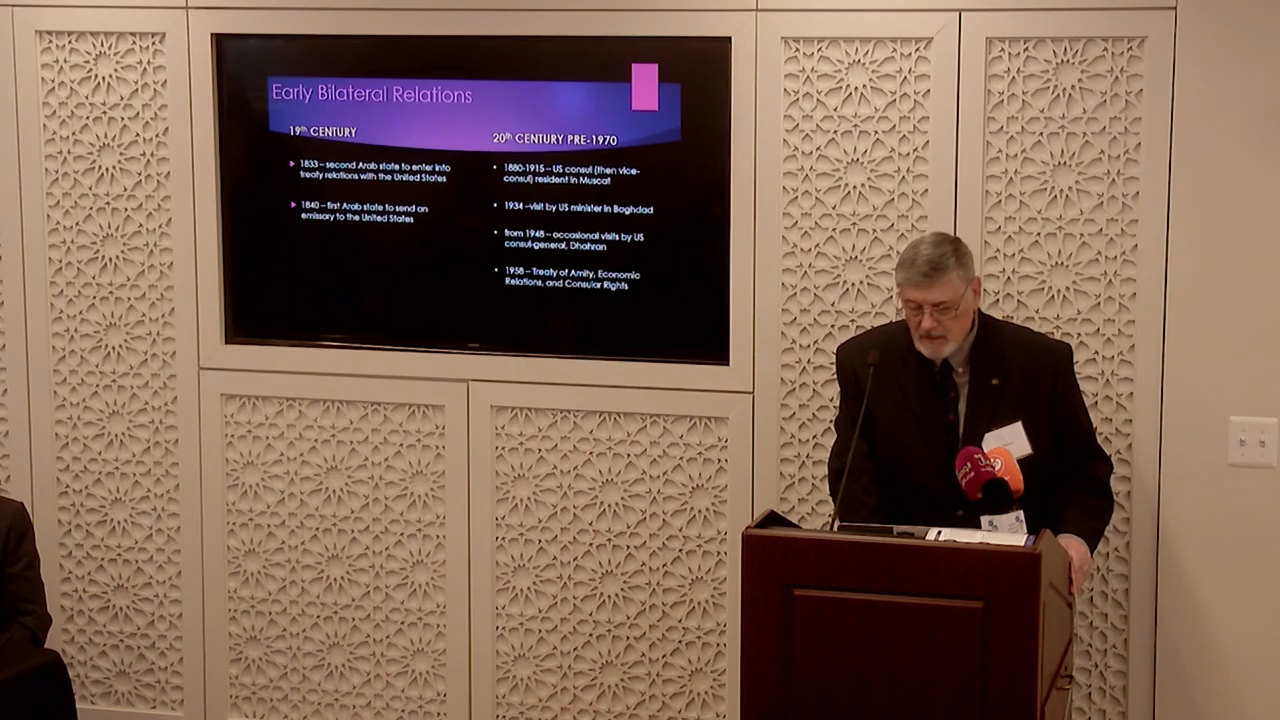 Early Bilateral Relations
19th CENTURY
1833 – second Arab state to enter into
treaty relations with the United States
1840 – first Arab state to send an
emissary to the United States
20th CENTURY PRE-1970
1880-1915 – US consul (then vice-
consul) resident in Muscat
1934 –visit by US minister in Baghdad
from 1948 – occasional visits by US
consul-general, Dhahran
1958 – Treaty of Amity, Economic
Relations, and Consular Rights